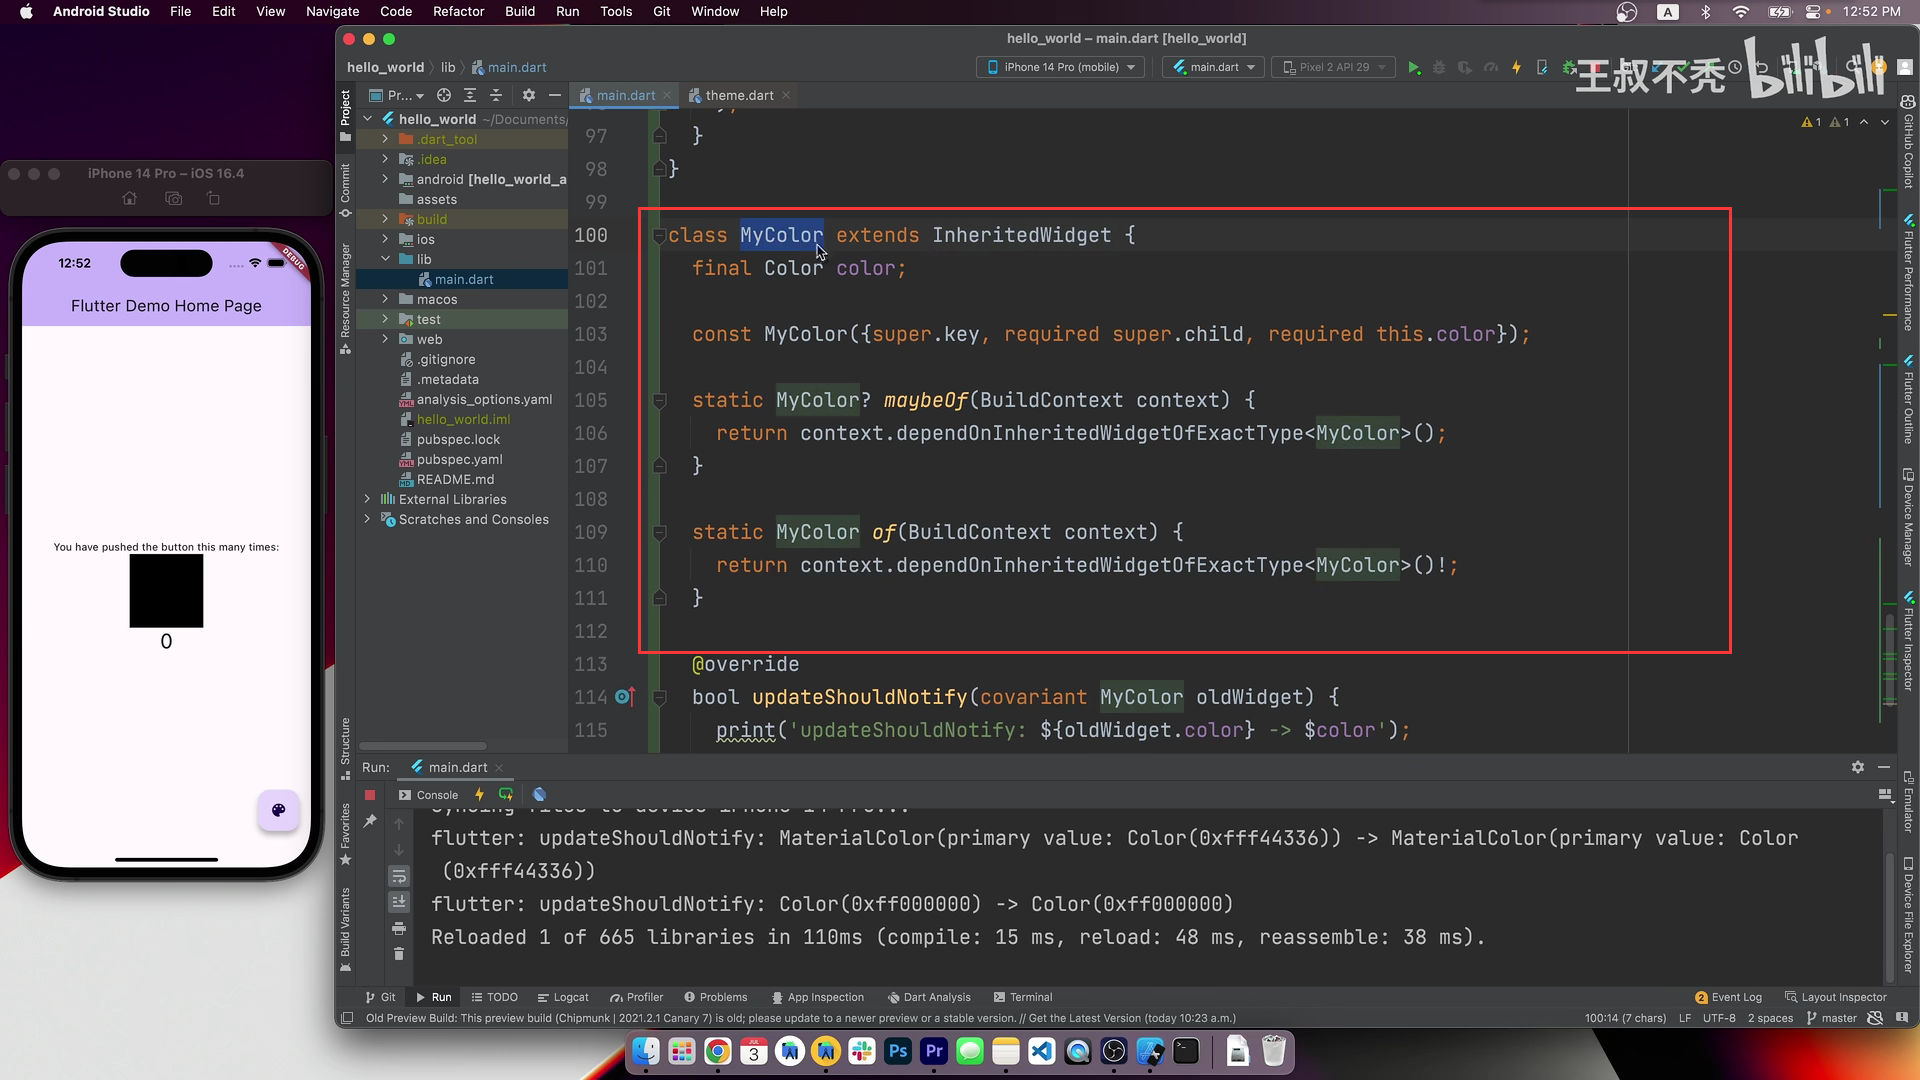 Android Studio File Edit View Navigate Code Refactor Build Run Tools Git Window Help
A 12:52 PM
hello_world – main.dart [hello_world]
hello_world lib main.dart
iPhone 14 Pro (mobile) main.dart Pixel 2 API 29
王叔不秃 bilibili
Pr...
main.dart theme.dart
Project
Commit
Resource Manager
Structure
Favorites
Build Variants
hello_world ~/Documents/
.dart_tool
.idea
android [hello_world_a
assets
build
ios
lib
main.dart
macos
test
web
.gitignore
.metadata
analysis_options.yaml
hello_world.iml
pubspec.lock
pubspec.yaml
README.md
External Libraries
Scratches and Consoles
iPhone 14 Pro – iOS 16.4
12:52
DEBUG
Flutter Demo Home Page
You have pushed the button this many times:
0
1 1
97 }
98 }
99
100 class MyColor extends InheritedWidget {
101 final Color color;
102
103 const MyColor({super.key, required super.child, required this.color});
104
105 static MyColor? maybeOf(BuildContext context) {
106 return context.dependOnInheritedWidgetOfExactType<MyColor>();
107 }
108
109 static MyColor of(BuildContext context) {
110 return context.dependOnInheritedWidgetOfExactType<MyColor>()!;
111 }
112
113 @override
114 bool updateShouldNotify(covariant MyColor oldWidget) {
115 print('updateShouldNotify: ${oldWidget.color} -> $color');
GitHub Copilot
Flutter Performance
Flutter Outline
Device Manager
Flutter Inspector
Emulator
Device File Explorer
Run: main.dart
Console
flutter: updateShouldNotify: MaterialColor(primary value: Color(0xfff44336)) -> MaterialColor(primary value: Color
(0xfff44336))
flutter: updateShouldNotify: Color(0xff000000) -> Color(0xff000000)
Reloaded 1 of 665 libraries in 110ms (compile: 15 ms, reload: 48 ms, reassemble: 38 ms).
Git Run TODO Logcat Profiler Problems App Inspection Dart Analysis Terminal 2 Event Log Layout Inspector
Old Preview Build: This preview build (Chipmunk | 2021.2.1 Canary 7) is old; please update to a newer preview or a stable version. // Get the Latest Version (today 10:23 a.m.) 100:14 (7 chars) LF UTF-8 2 spaces master
JUL
3
Ps
Pr